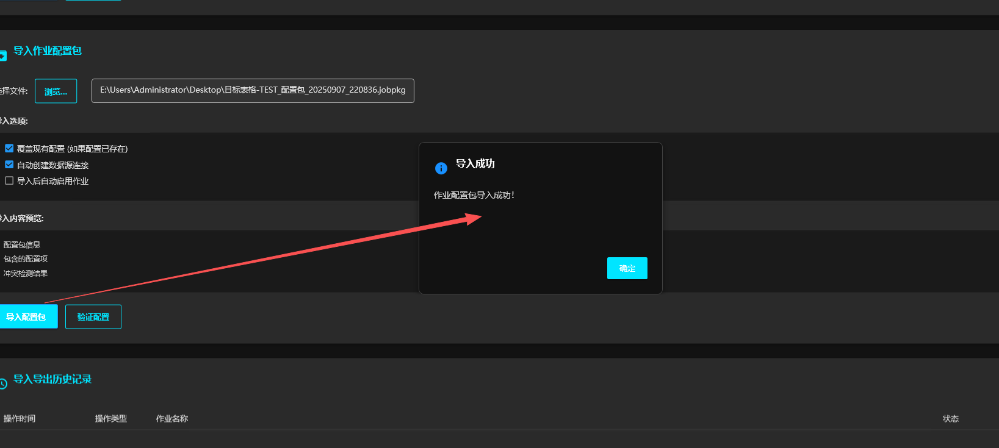 导入作业配置包
选择文件:
浏览...
E:\Users\Administrator\Desktop\目标表格-TEST_配置包_20250907_220836.jobpkg
导入选项:
覆盖现有配置 (如果配置已存在)
自动创建数据源连接
导入后自动启用作业
导入成功
作业配置包导入成功!
确定
导入内容预览:
配置包信息
包含的配置项
冲突检测结果
导入配置包
验证配置
导入导出历史记录
操作时间 操作类型 作业名称 状态